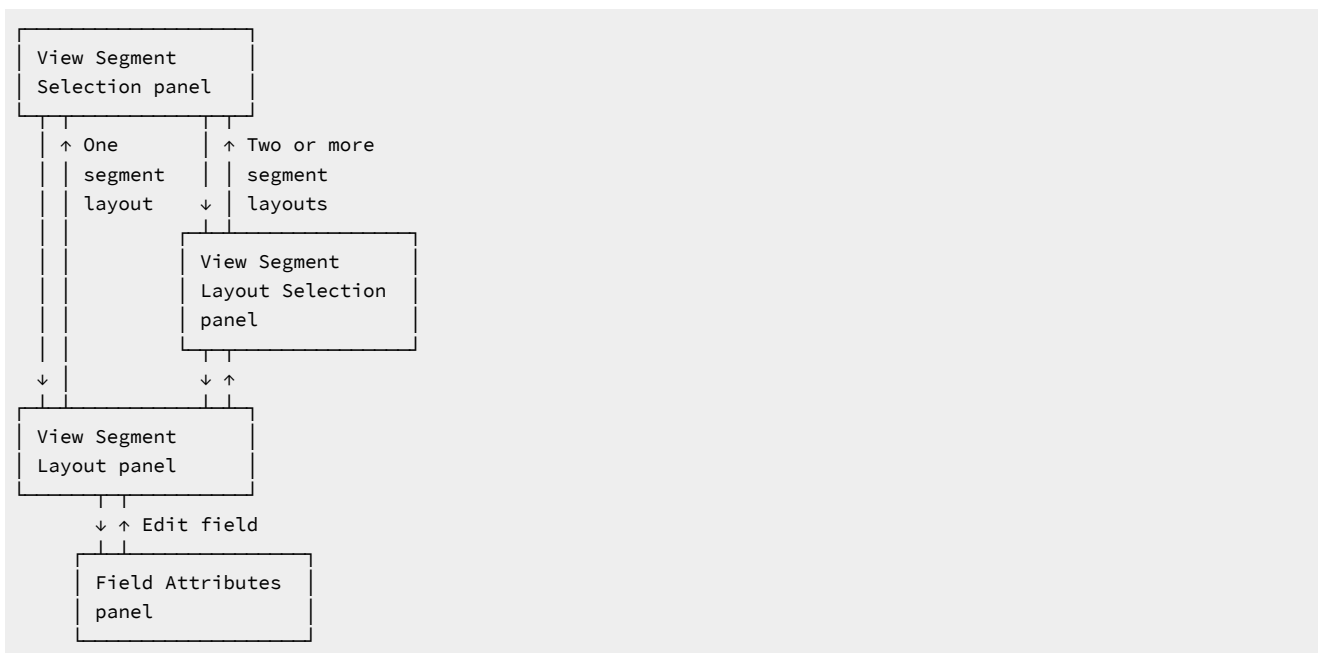 View Segment
Selection panel
↑ One ↑ Two or more
segment segment
layout ↓ layouts
View Segment
Layout Selection
panel
↓ ↓ ↑
View Segment
Layout panel
↓ ↑ Edit field
Field Attributes
panel